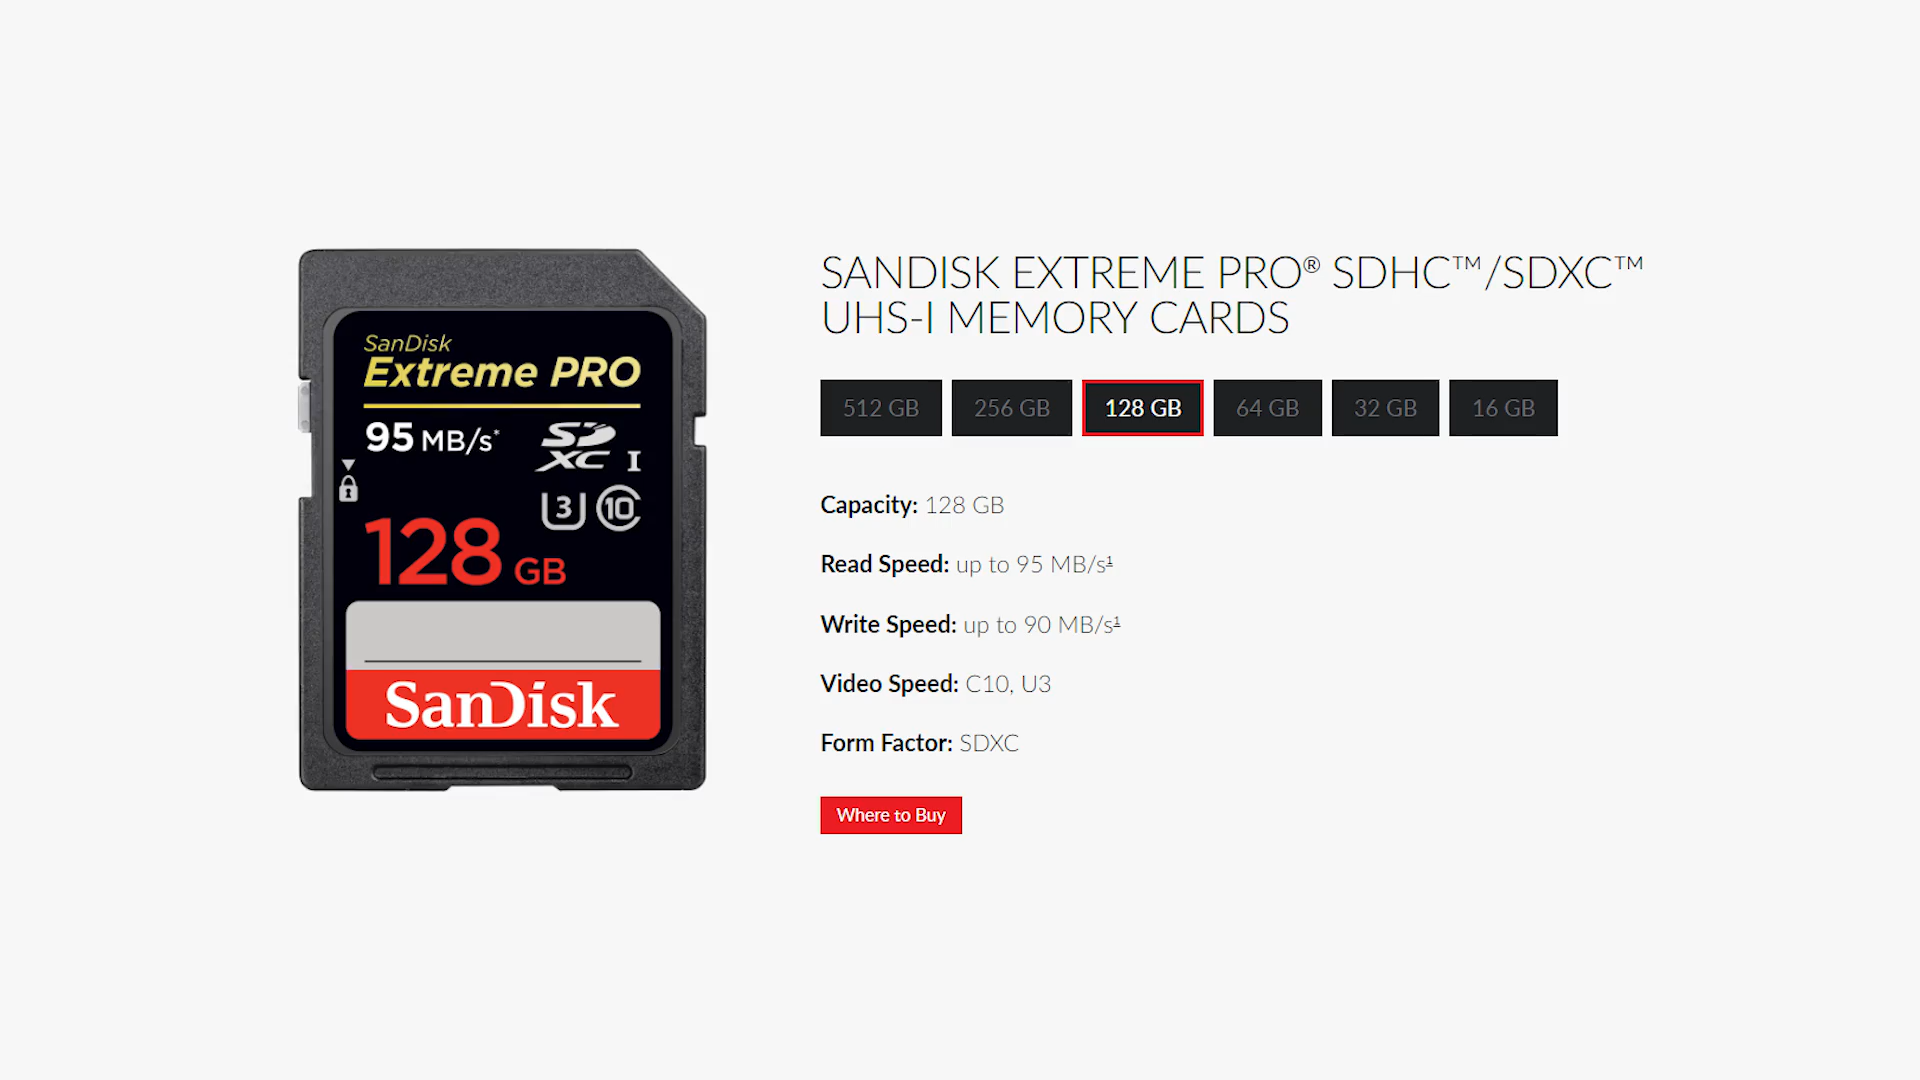 SanDisk
Extreme PRO
95 MB/s*
SD XC I
3 10
128 GB
SanDisk
SANDISK EXTREME PRO® SDHC™/SDXC™
UHS-I MEMORY CARDS
512 GB 256 GB 128 GB 64 GB 32 GB 16 GB
Capacity: 128 GB
Read Speed: up to 95 MB/s¹
Write Speed: up to 90 MB/s¹
Video Speed: C10, U3
Form Factor: SDXC
Where to Buy